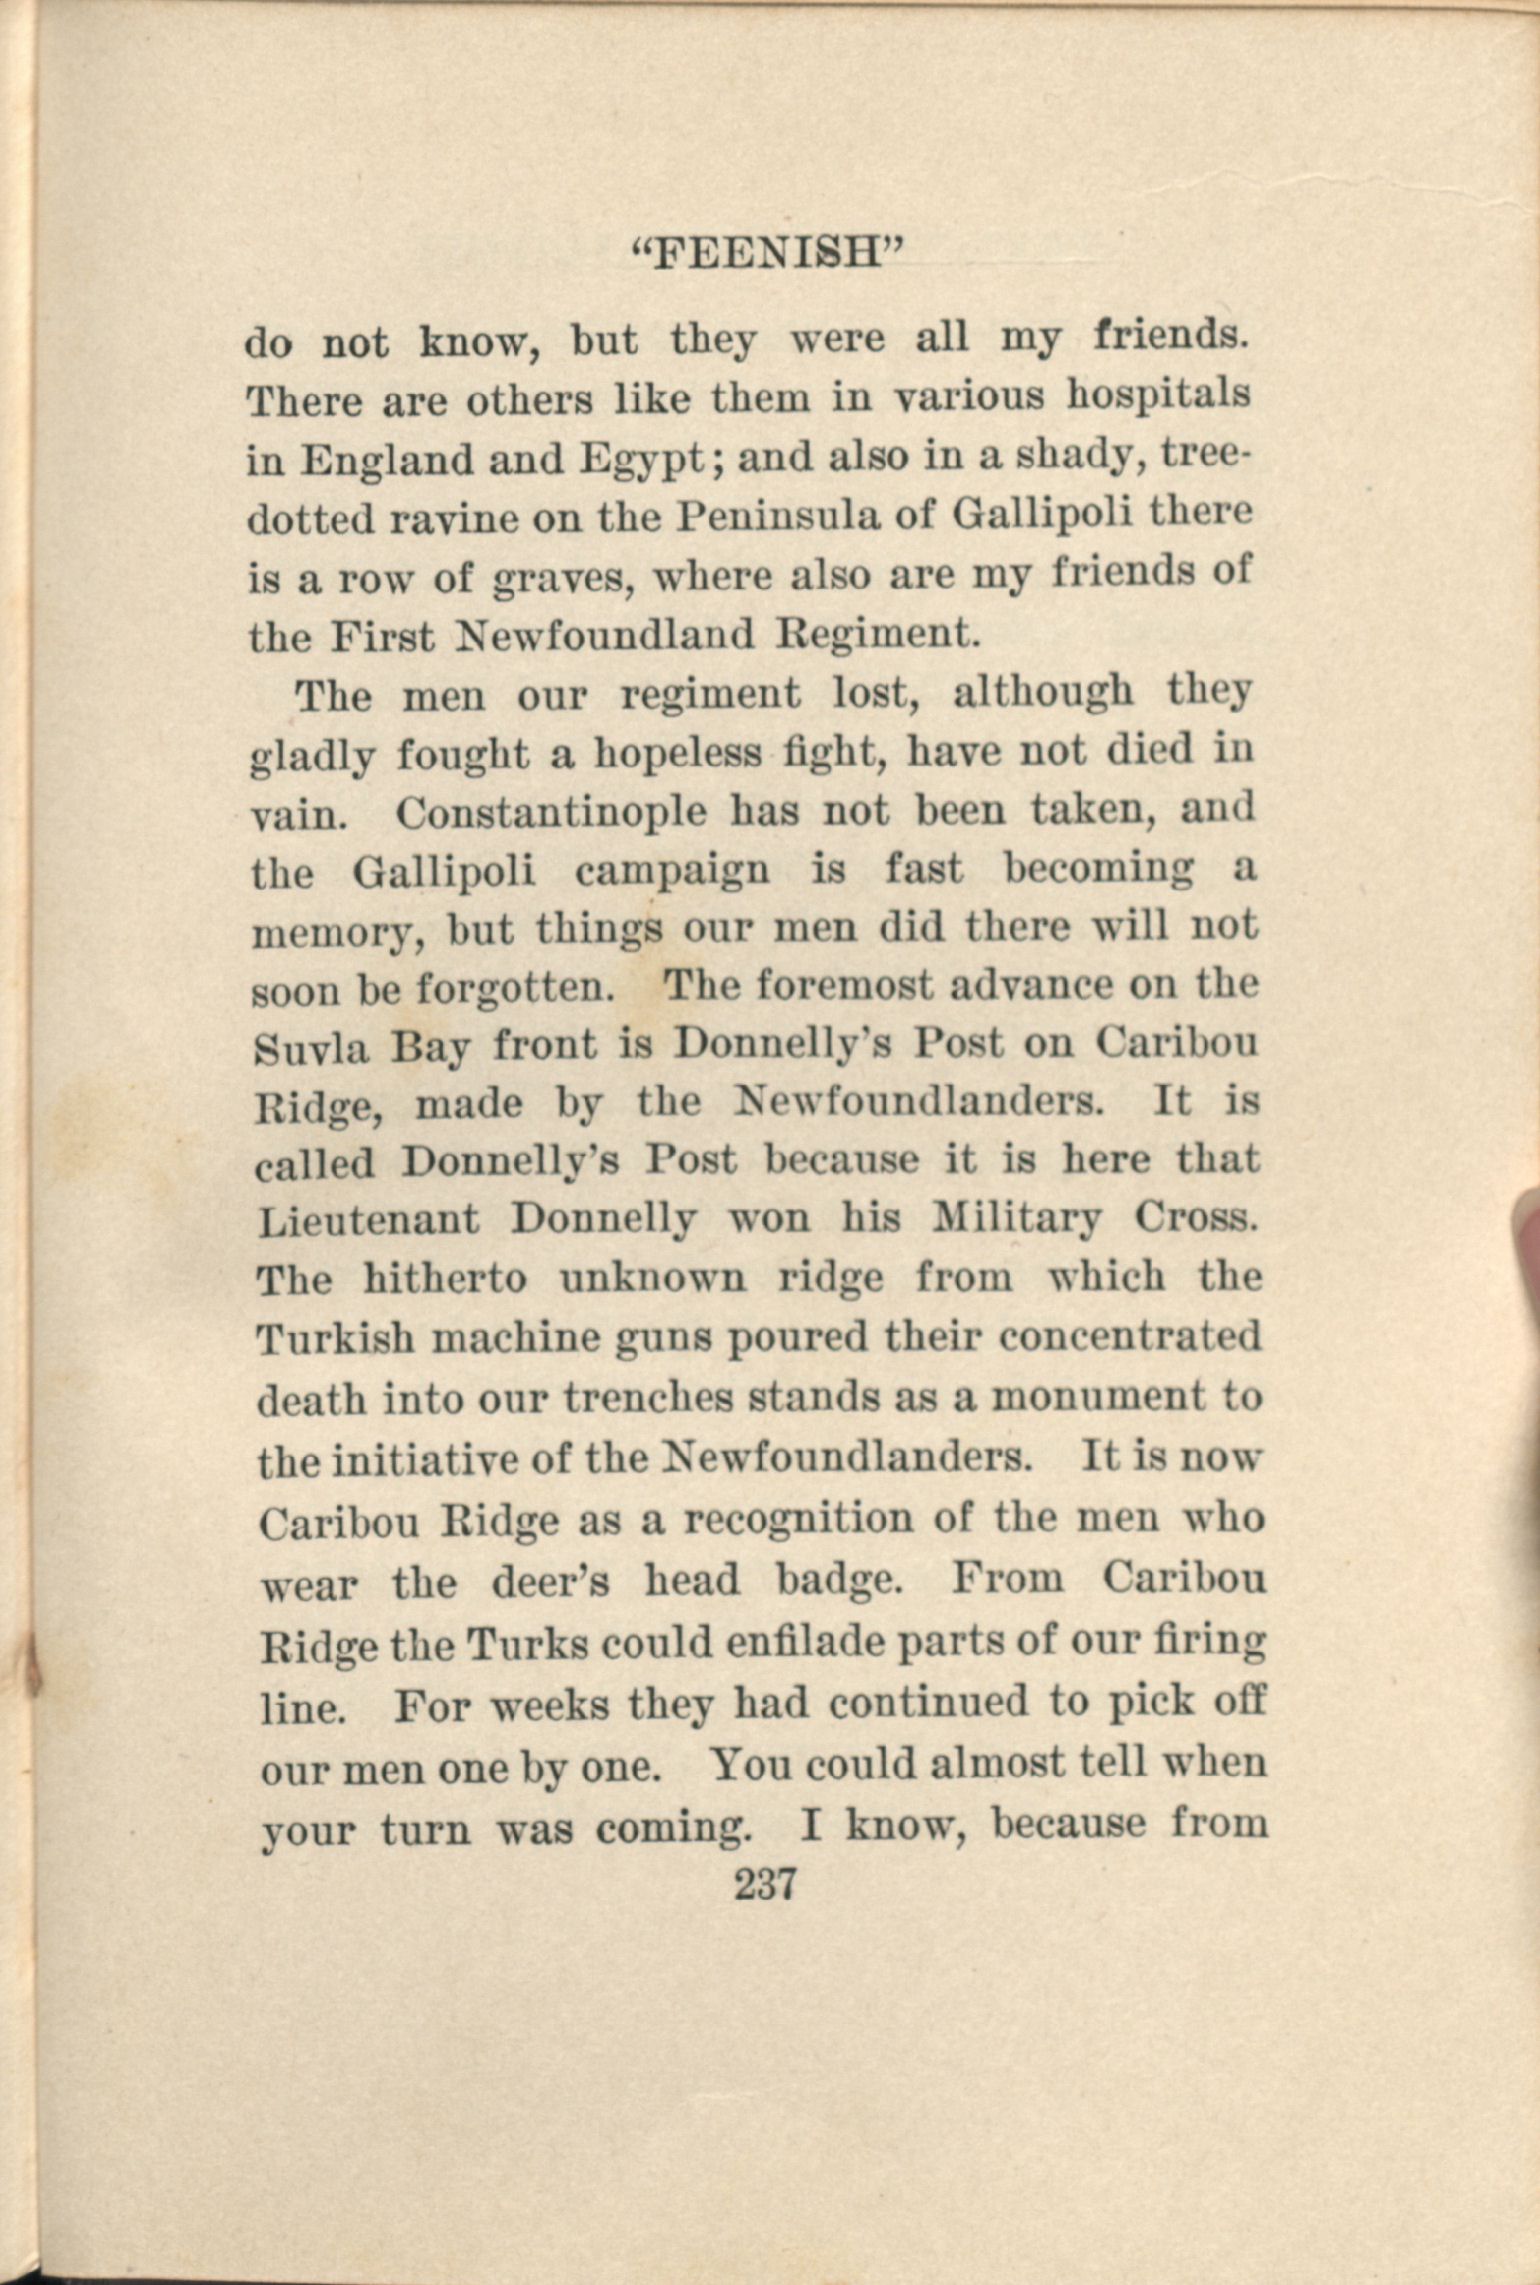 “FEENISH”
do not know, but they were all my friends.
There are others like them in various hospitals
in England and Egypt; and also in a shady, tree-
dotted ravine on the Peninsula of Gallipoli there
is a row of graves, where also are my friends of
the First Newfoundland Regiment.
The men our regiment lost, although they
gladly fought a hopeless fight, have not died in
vain. Constantinople has not been taken, and
the Gallipoli campaign is fast becoming a
memory, but things our men did there will not
soon be forgotten. The foremost advance on the
Suvla Bay front is Donnelly’s Post on Caribou
Ridge, made by the Newfoundlanders. It is
called Donnelly’s Post because it is here that
Lieutenant Donnelly won his Military Cross.
The hitherto unknown ridge from which the
Turkish machine guns poured their concentrated
death into our trenches stands as a monument to
the initiative of the Newfoundlanders. It is now
Caribou Ridge as a recognition of the men who
wear the deer’s head badge. From Caribou
Ridge the Turks could enfilade parts of our firing
line. For weeks they had continued to pick off
our men one by one. You could almost tell when
your turn was coming. I know, because from
237